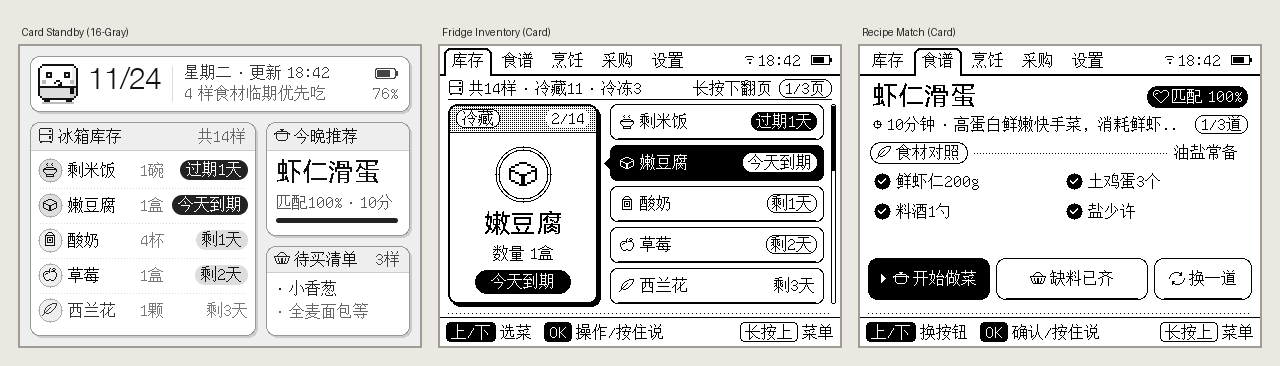 Card Standby (16-Gray)
11/24
星期二 · 更新 18:42
4 样食材临期优先吃
76%
冰箱库存 共14样
剩米饭 1碗 过期1天
嫩豆腐 1盒 今天到期
酸奶 4杯 剩1天
草莓 1盒 剩2天
西兰花 1颗 剩3天
今晚推荐
虾仁滑蛋
匹配100% · 10分
待买清单 3样
· 小香葱
· 全麦面包等
Fridge Inventory (Card)
库存 食谱 烹饪 采购 设置 18:42
共14样 · 冷藏11 · 冷冻3 长按下翻页 1/3页
冷藏 2/14
嫩豆腐
数量 1盒
今天到期
剩米饭 过期1天
嫩豆腐 今天到期
酸奶 剩1天
草莓 剩2天
西兰花 剩3天
上/下 选菜 OK 操作/按住说 长按上 菜单
Recipe Match (Card)
库存 食谱 烹饪 采购 设置 18:42
虾仁滑蛋 匹配 100%
10分钟 · 高蛋白鲜嫩快手菜，消耗鲜虾.. 1/3道
食材对照 油盐常备
鲜虾仁200g 土鸡蛋3个
料酒1勺 盐少许
开始做菜 缺料已齐 换一道
上/下 换按钮 OK 确认/按住说 长按上 菜单